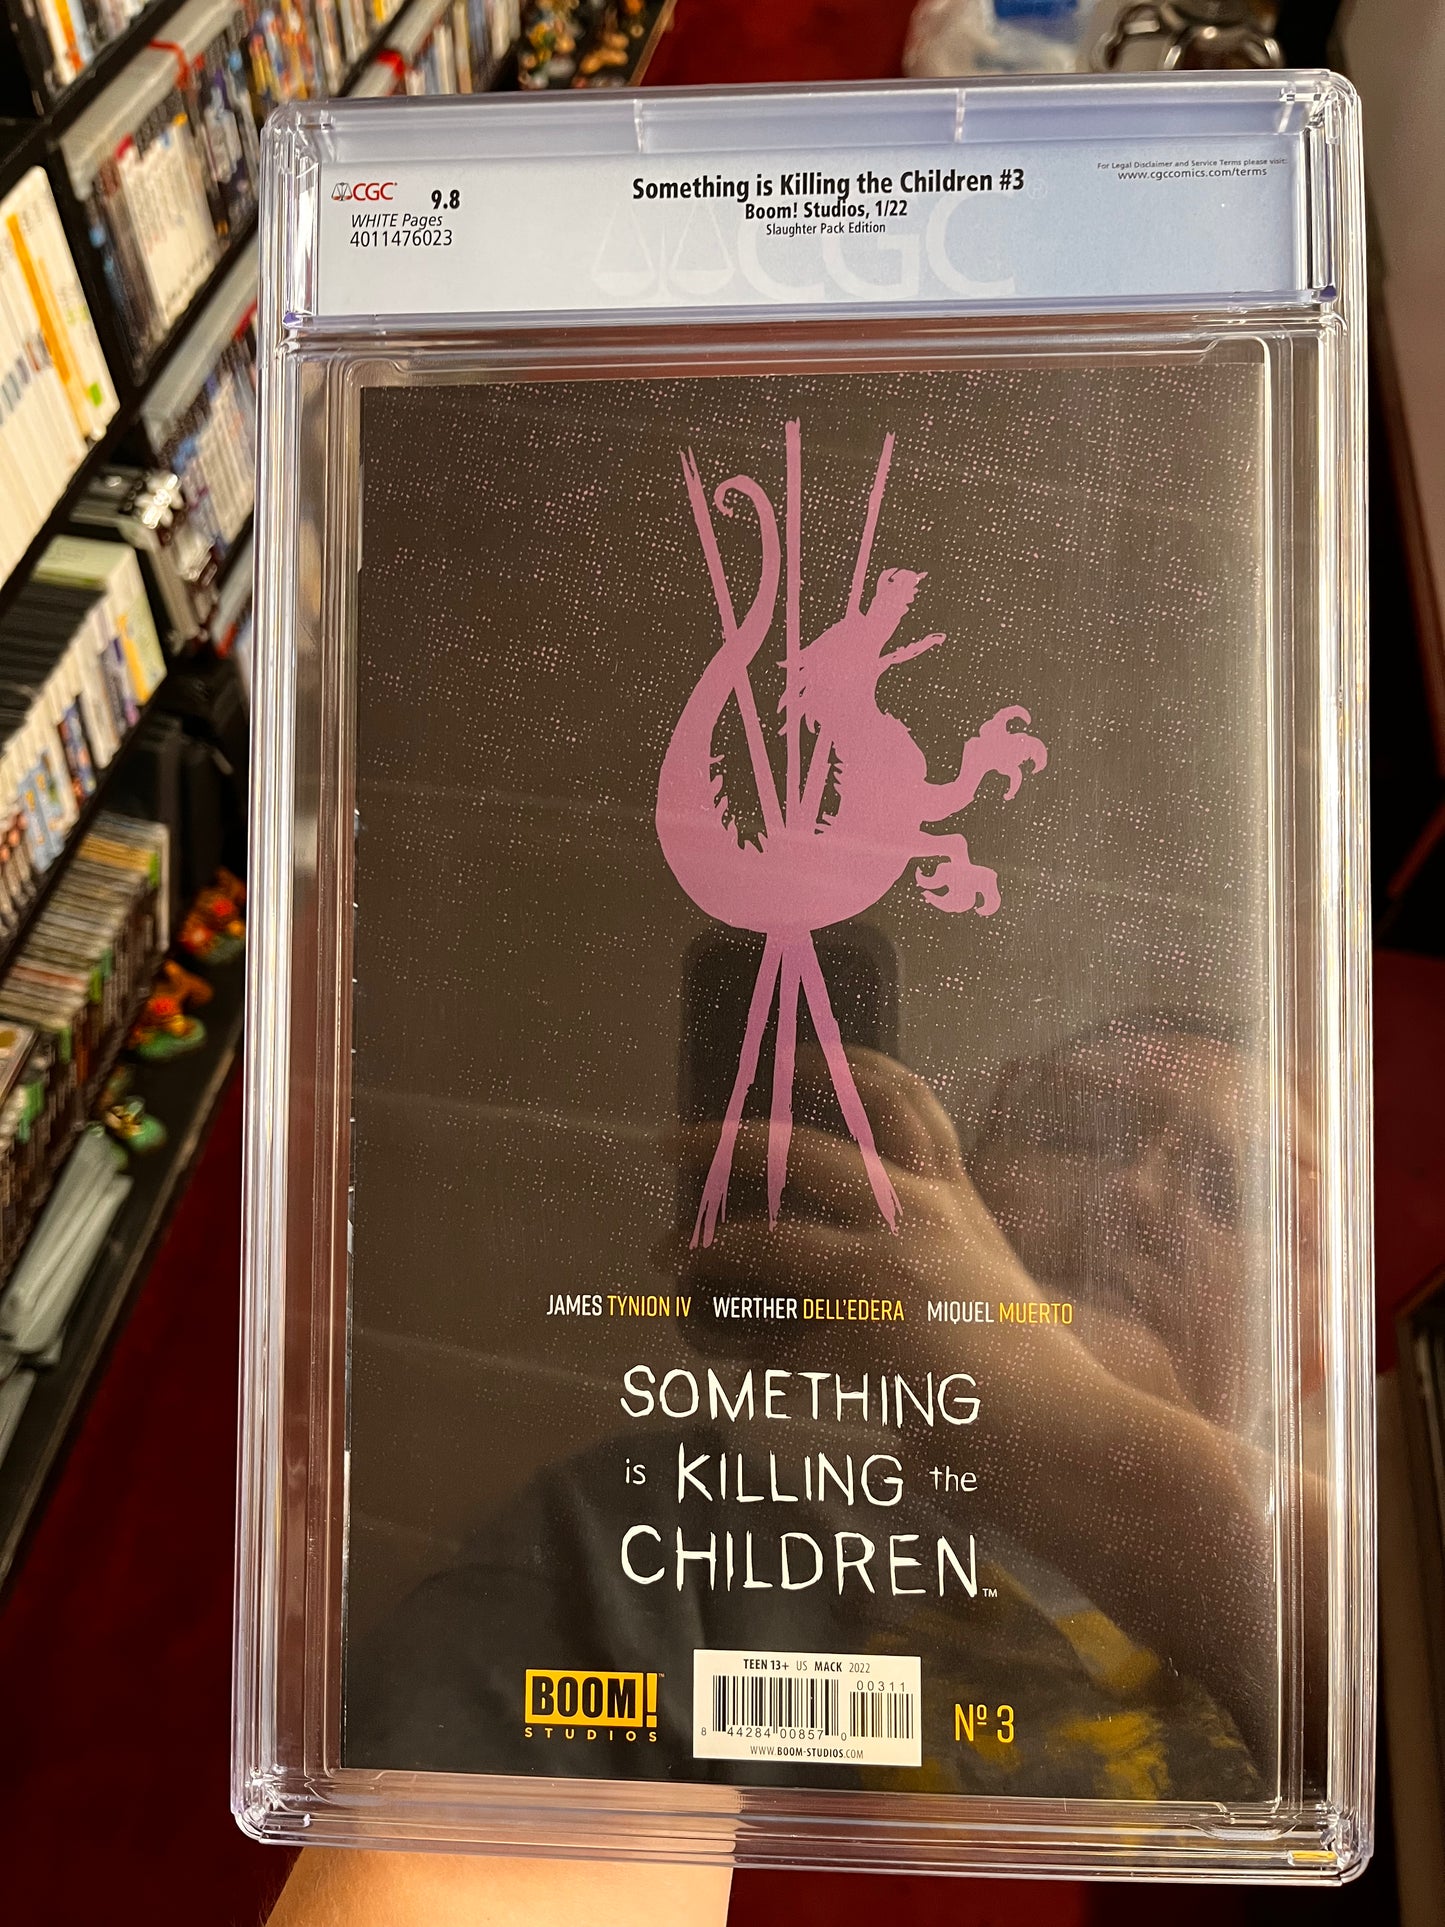 CGC 9.8
WHITE Pages
4011476023
Something is Killing the Children #3
Boom! Studios, 1/22
Slaughter Pack Edition
For Legal Disclaimer and Service Terms please visit:
www.cgccomics.com/terms
CGC
JAMES TYNION IV WERTHER DELL'EDERA MIQUEL MUERTO
SOMETHING
is KILLING the
CHILDREN™
BOOM!™
STUDIOS
TEEN 13+ US MACK 2022
00311
8 44284 00857 0
WWW.BOOM-STUDIOS.COM
Nº 3